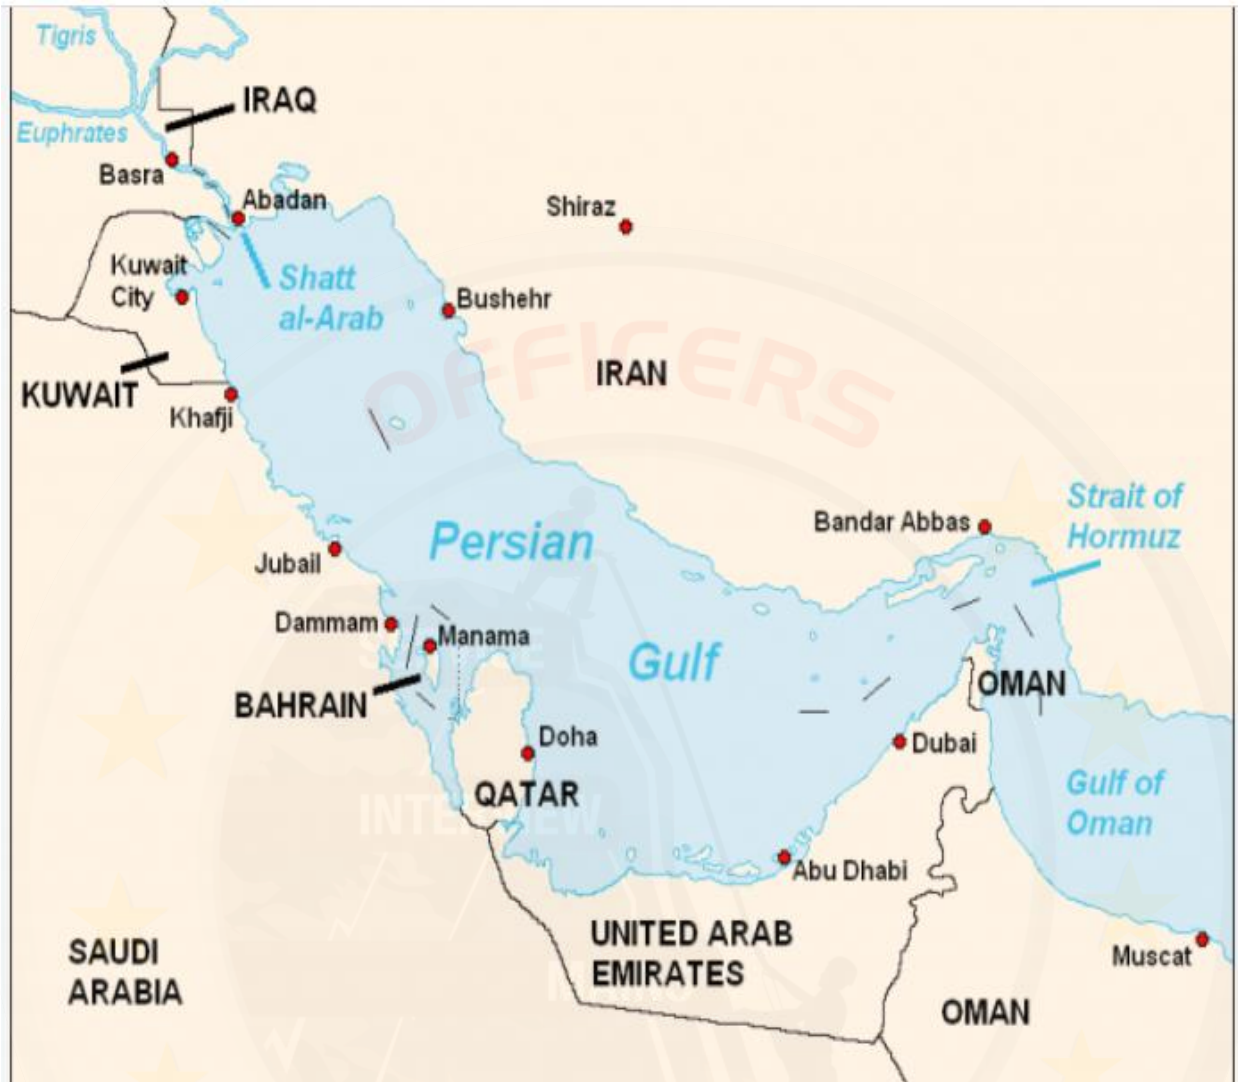 Tigris
IRAQ
Euphrates
Basra
Abadan
Shiraz
Kuwait
City
Shatt
al-Arab
Bushehr
OFFICERS
IRAN
KUWAIT
Khafji
Strait of
Hormuz
Bandar Abbas
Persian
Jubail
Dammam
Manama
Gulf
OMAN
BAHRAIN
Doha
Dubai
QATAR
Gulf of
Oman
INTERVIEW
Abu Dhabi
UNITED ARAB
EMIRATES
Muscat
SAUDI
ARABIA
OMAN